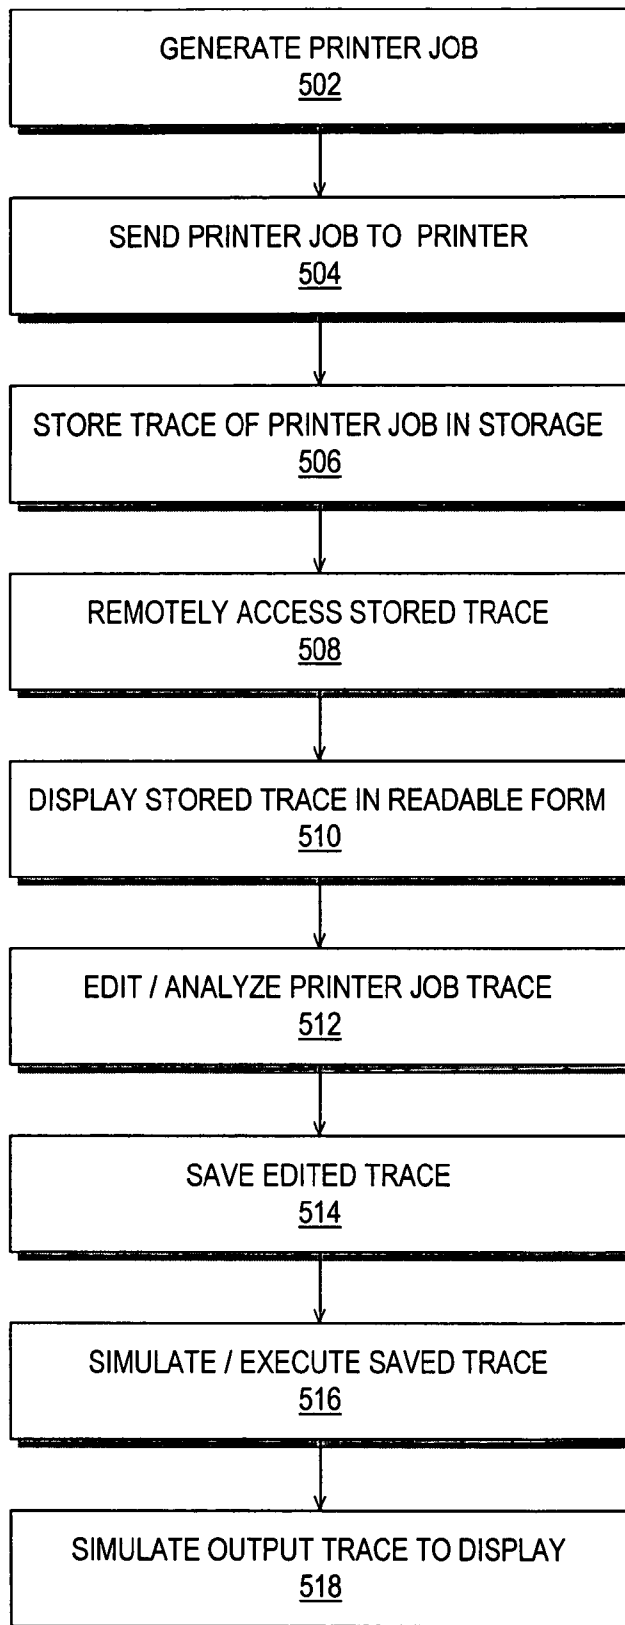 GENERATE PRINTER JOB
502
SEND PRINTER JOB TO PRINTER
504
STORE TRACE OF PRINTER JOB IN STORAGE
506
REMOTELY ACCESS STORED TRACE
508
DISPLAY STORED TRACE IN READABLE FORM
510
EDIT / ANALYZE PRINTER JOB TRACE
512
SAVE EDITED TRACE
514
SIMULATE / EXECUTE SAVED TRACE
516
SIMULATE OUTPUT TRACE TO DISPLAY
518